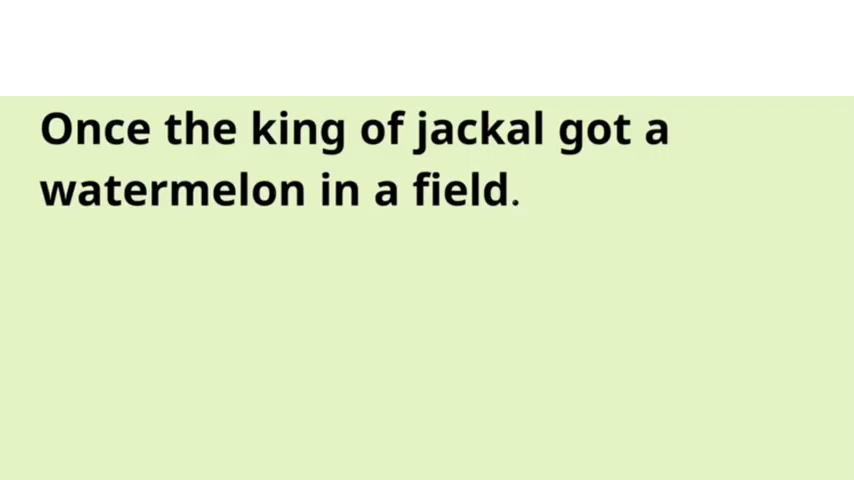 Once the king of jackal got a
watermelon in a field.